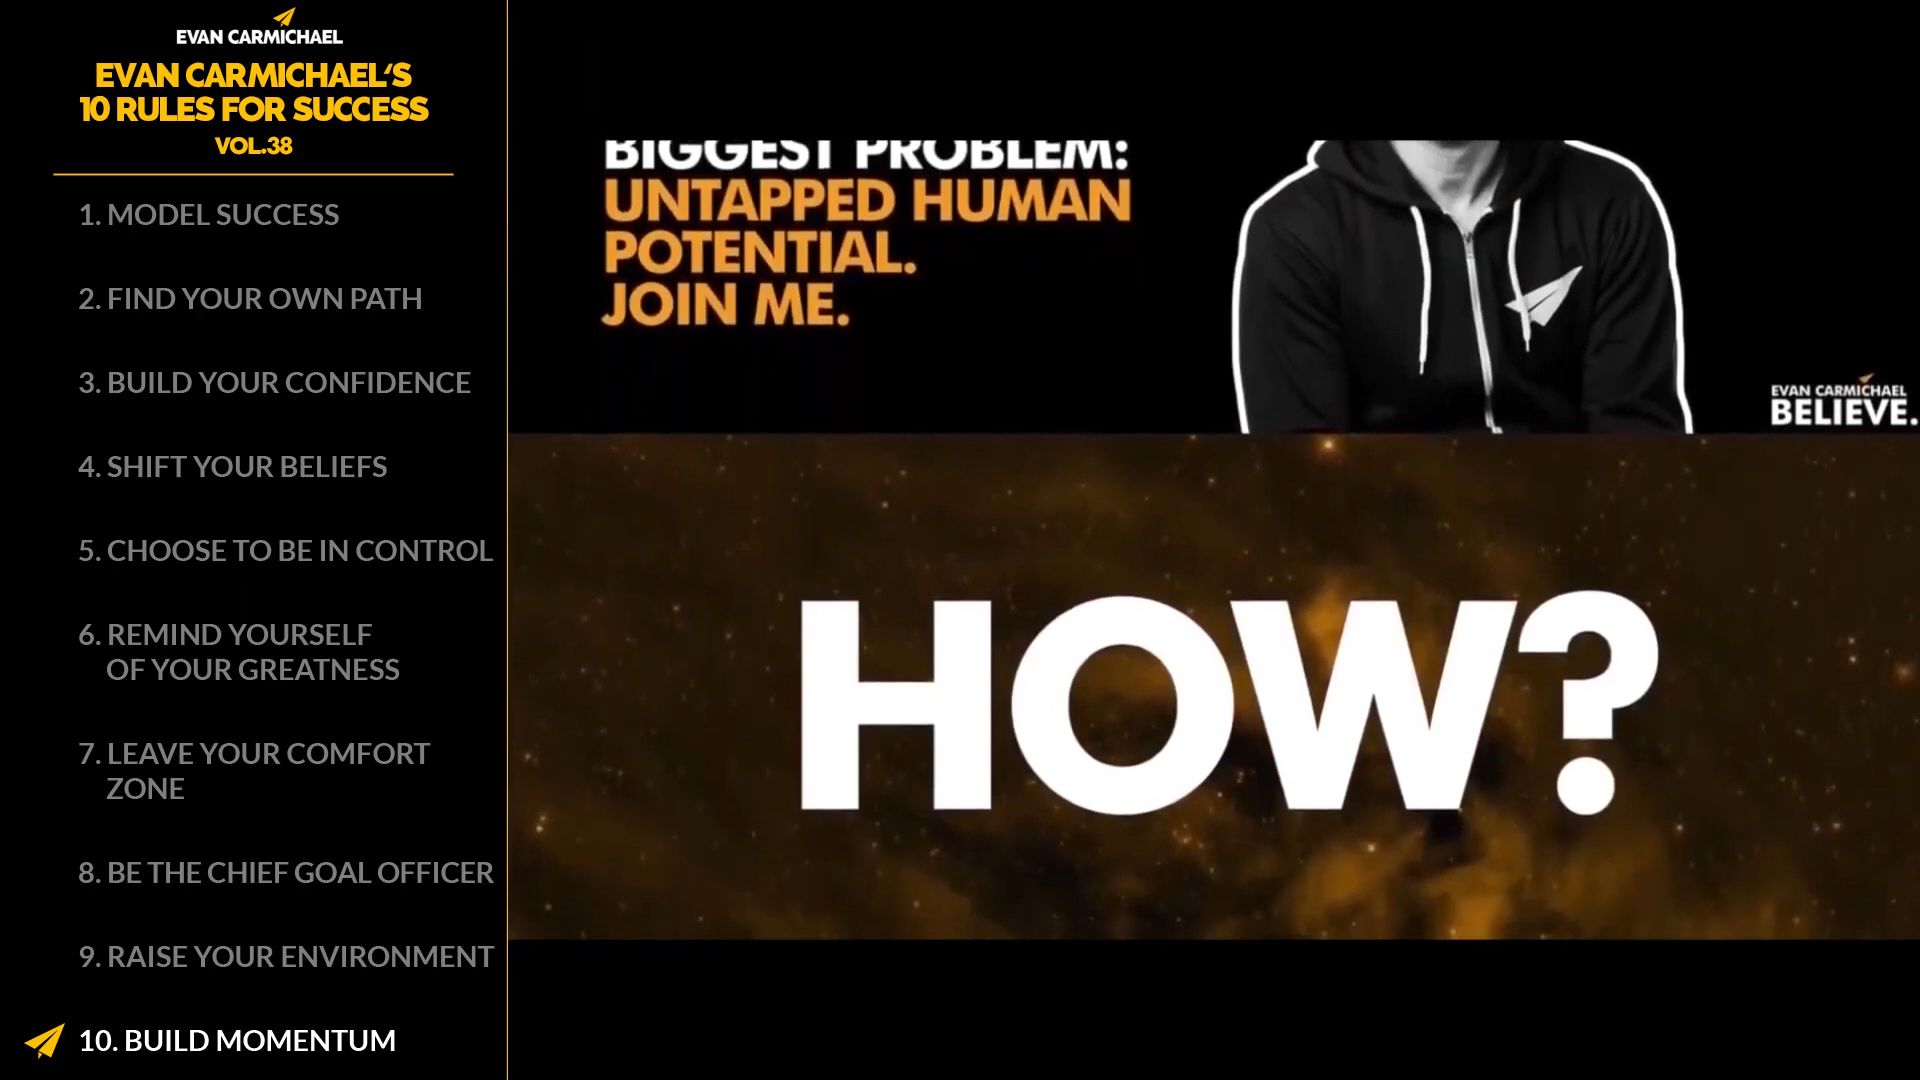 EVAN CARMICHAEL
EVAN CARMICHAEL'S
10 RULES FOR SUCCESS
VOL.38
1. MODEL SUCCESS
2. FIND YOUR OWN PATH
3. BUILD YOUR CONFIDENCE
4. SHIFT YOUR BELIEFS
5. CHOOSE TO BE IN CONTROL
6. REMIND YOURSELF
OF YOUR GREATNESS
7. LEAVE YOUR COMFORT
ZONE
8. BE THE CHIEF GOAL OFFICER
9. RAISE YOUR ENVIRONMENT
10. BUILD MOMENTUM
BIGGEST PROBLEM:
UNTAPPED HUMAN
POTENTIAL.
JOIN ME.
EVAN CARMICHAEL
BELIEVE.
HOW?